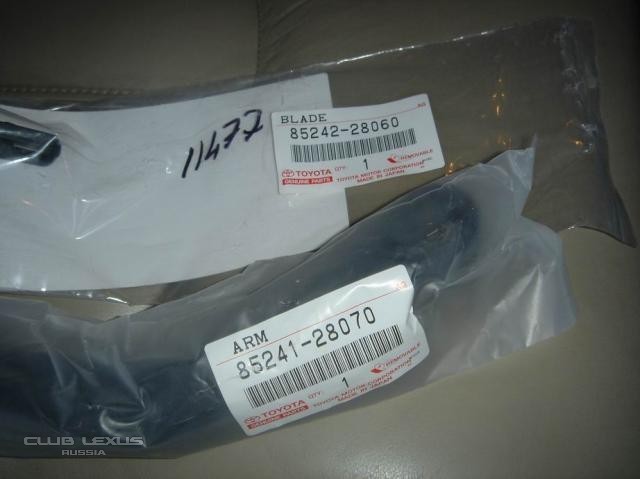 11477
BLADE
AG
85242-28060
TOYOTA QTY. 1 REMOVABLE
GENUINE PARTS TOYOTA MOTOR CORPORATION
MADE IN JAPAN
ARM
85241-28070
TOYOTA QTY. 1 REMOVABLE
GENUINE PARTS TOYOTA MOTOR CORPORATION
MADE IN JAPAN
CLUB LEXUS
RUSSIA